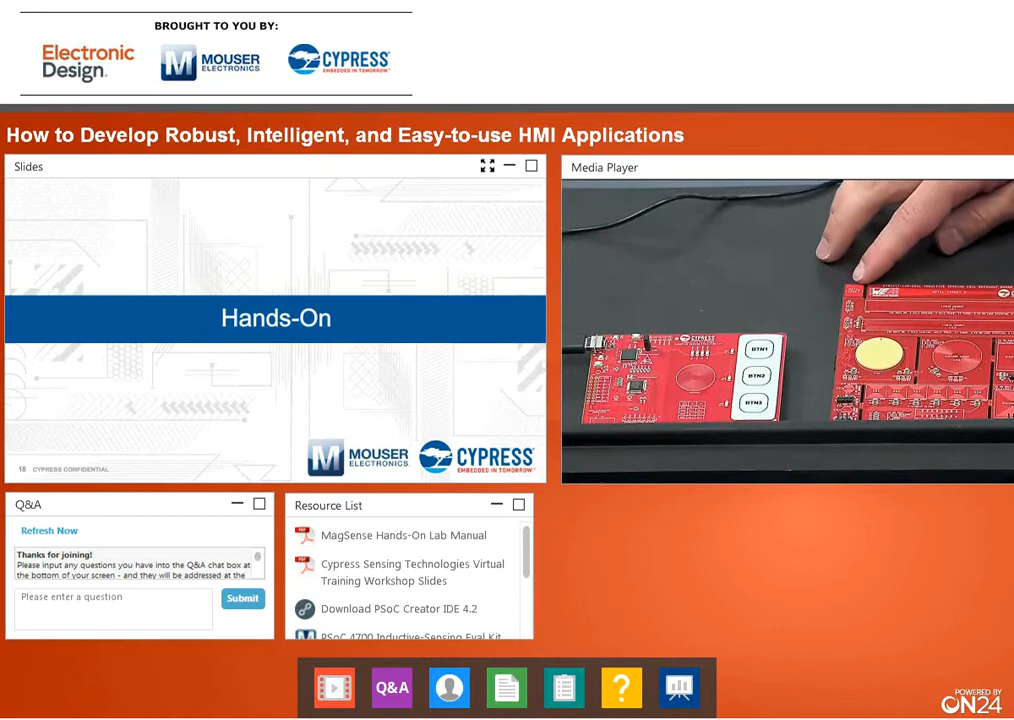 BROUGHT TO YOU BY:
Electronic
Design.
M MOUSER
ELECTRONICS
CYPRESS
EMBEDDED IN TOMORROW
How to Develop Robust, Intelligent, and Easy-to-use HMI Applications
Slides
Media Player
Hands-On
CYPRESS
BTN1
BTN2
BTN3
M MOUSER
ELECTRONICS
CYPRESS
EMBEDDED IN TOMORROW
18 CYPRESS CONFIDENTIAL
Q&A
Refresh Now
Thanks for joining!
Please input any questions you have into the Q&A chat box at
the bottom of your screen - and they will be addressed at the
Please enter a question
Submit
Resource List
MagSense Hands-On Lab Manual
Cypress Sensing Technologies Virtual
Training Workshop Slides
Download PSoC Creator IDE 4.2
PSoC 4700 Inductive-Sensing Eval Kit
Q&A
?
POWERED BY
ON24